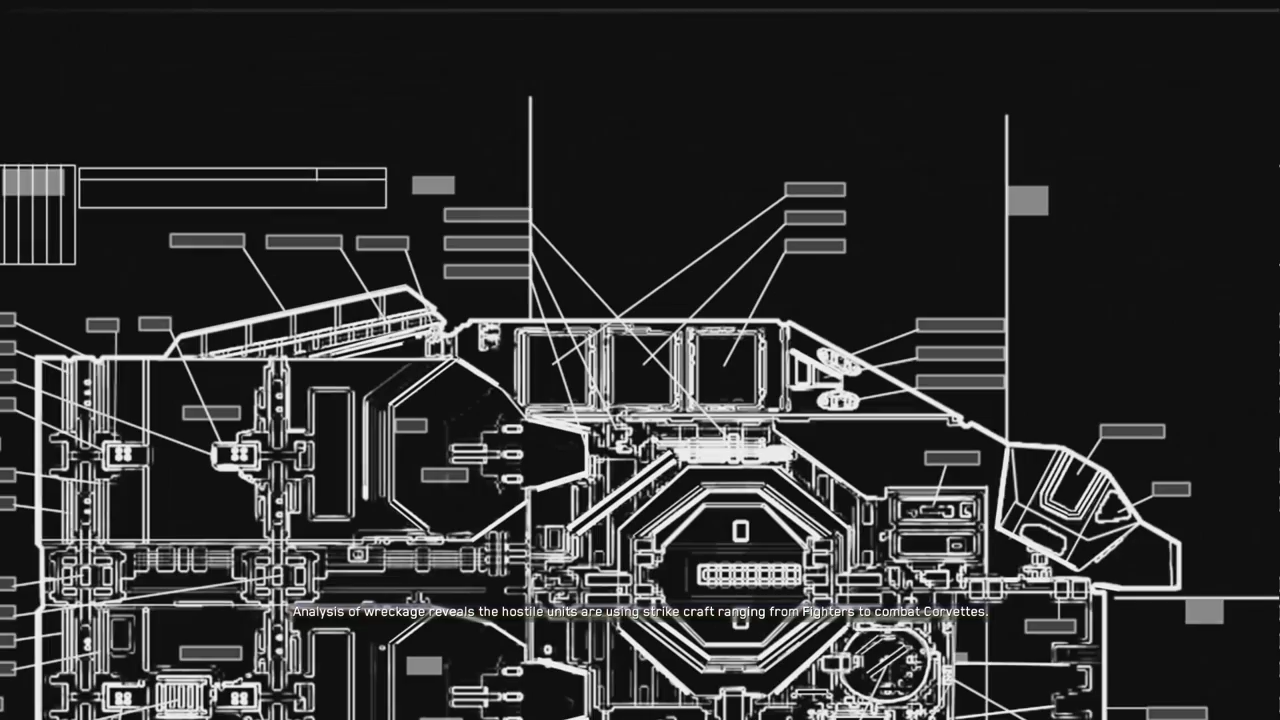 Analysis of wreckage reveals the hostile units are using strike craft ranging from Fighters to combat Corvettes.